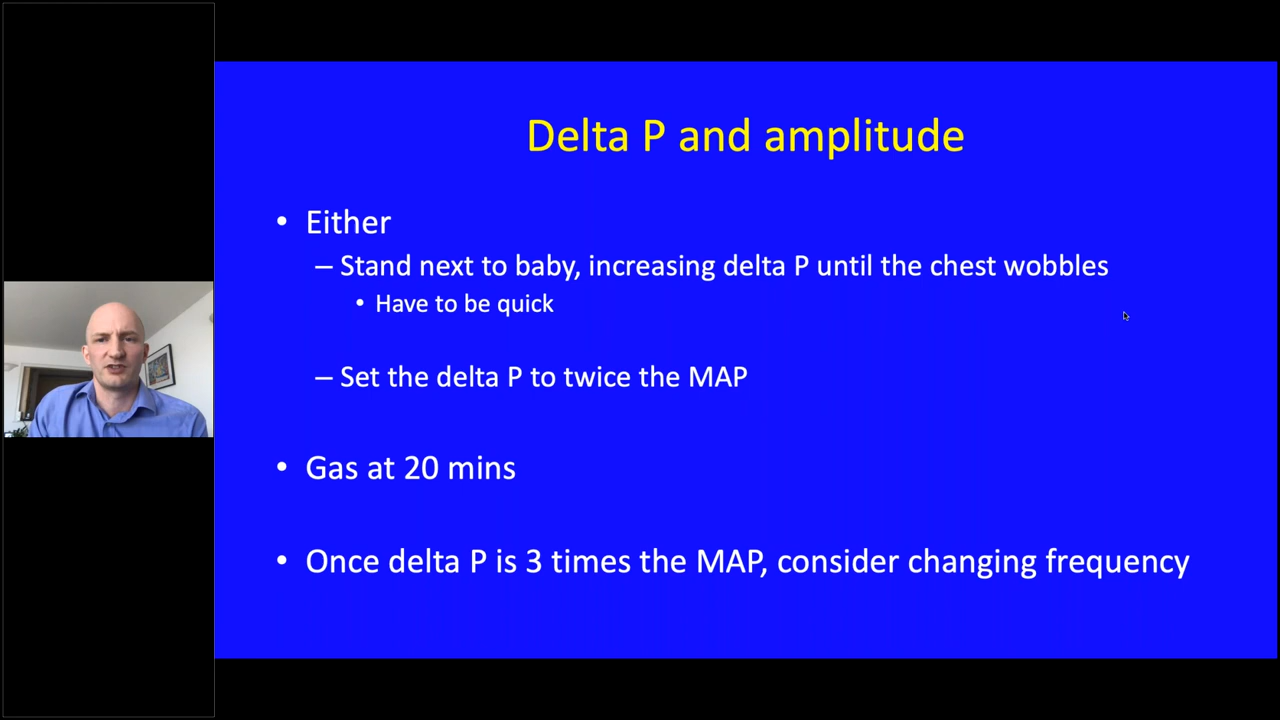 Delta P and amplitude
• Either
– Stand next to baby, increasing delta P until the chest wobbles
• Have to be quick
– Set the delta P to twice the MAP
• Gas at 20 mins
• Once delta P is 3 times the MAP, consider changing frequency